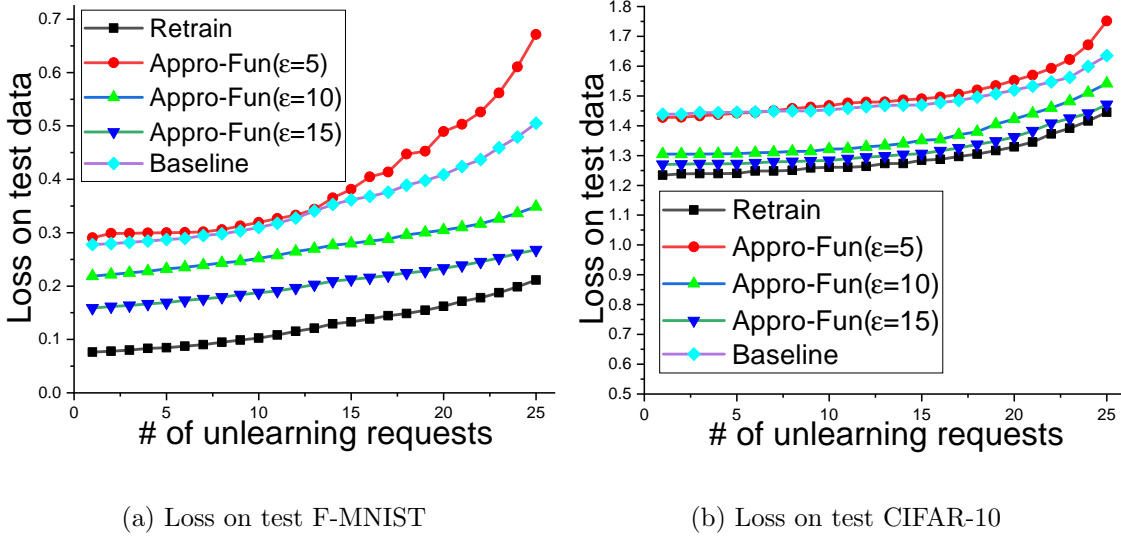 0.7
0.6
0.5
0.4
0.3
0.2
0.1
0.0
Loss on test data
Retrain
Appro-Fun(ε=5)
Appro-Fun(ε=10)
Appro-Fun(ε=15)
Baseline
0 5 10 15 20 25
# of unlearning requests
(a) Loss on test F-MNIST
1.8
1.7
1.6
1.5
1.4
1.3
1.2
1.1
1.0
0.9
0.8
0.7
0.6
0.5
Loss on test data
Retrain
Appro-Fun(ε=5)
Appro-Fun(ε=10)
Appro-Fun(ε=15)
Baseline
0 5 10 15 20 25
# of unlearning requests
(b) Loss on test CIFAR-10